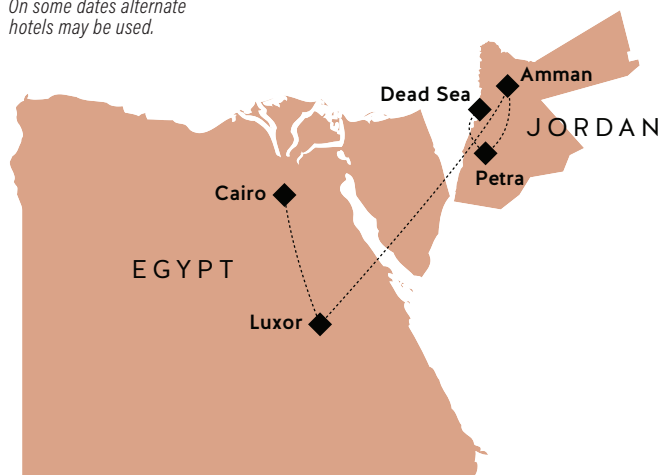 On some dates alternate
hotels may be used.
Amman
Dead Sea
JORDAN
Petra
Cairo
EGYPT
Luxor